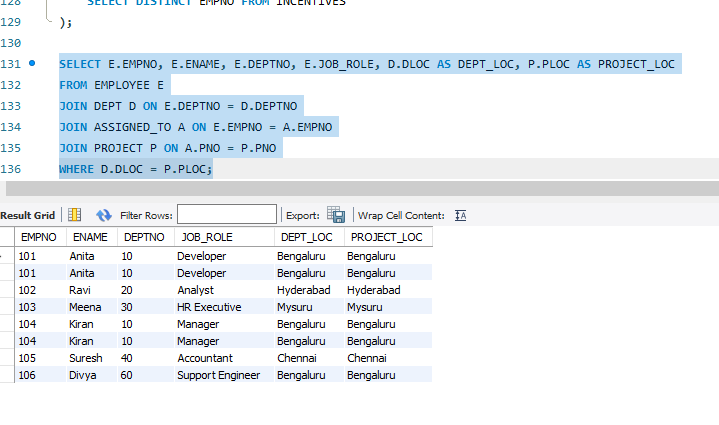 128 SELECT DISTINCT EMPNO FROM INCENTIVES
129 );
130
131 SELECT E.EMPNO, E.ENAME, E.DEPTNO, E.JOB_ROLE, D.DLOC AS DEPT_LOC, P.PLOC AS PROJECT_LOC
132 FROM EMPLOYEE E
133 JOIN DEPT D ON E.DEPTNO = D.DEPTNO
134 JOIN ASSIGNED_TO A ON E.EMPNO = A.EMPNO
135 JOIN PROJECT P ON A.PNO = P.PNO
136 WHERE D.DLOC = P.PLOC;
Result Grid Filter Rows: Export: Wrap Cell Content: IA
EMPNO ENAME DEPTNO JOB_ROLE DEPT_LOC PROJECT_LOC
101 Anita 10 Developer Bengaluru Bengaluru
101 Anita 10 Developer Bengaluru Bengaluru
102 Ravi 20 Analyst Hyderabad Hyderabad
103 Meena 30 HR Executive Mysuru Mysuru
104 Kiran 10 Manager Bengaluru Bengaluru
104 Kiran 10 Manager Bengaluru Bengaluru
105 Suresh 40 Accountant Chennai Chennai
106 Divya 60 Support Engineer Bengaluru Bengaluru